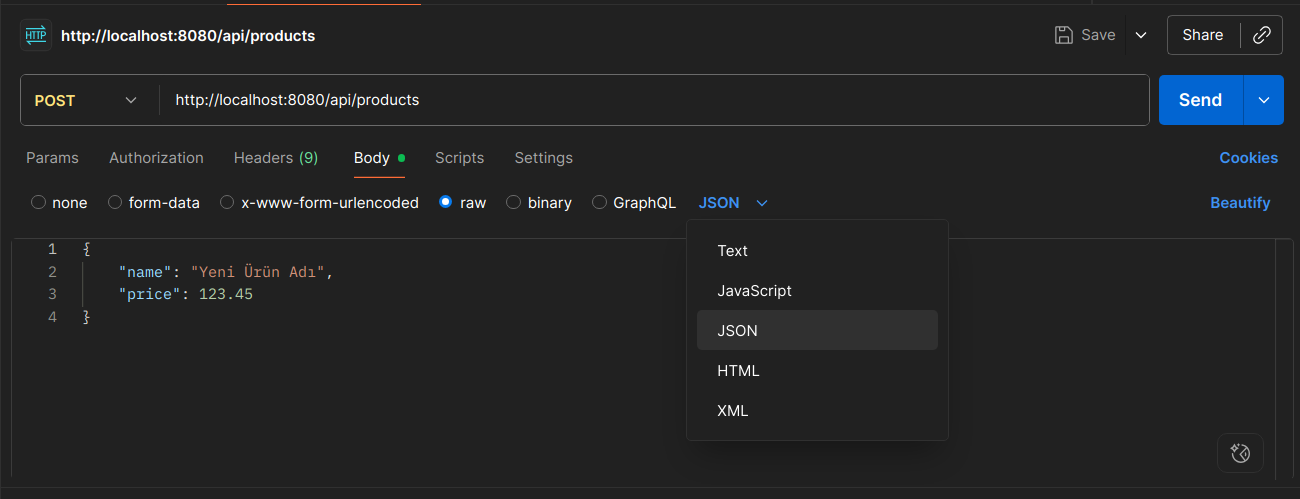 HTTP http://localhost:8080/api/products Save Share
POST http://localhost:8080/api/products Send
Params Authorization Headers (9) Body Scripts Settings Cookies
none form-data x-www-form-urlencoded raw binary GraphQL JSON Beautify
1 {
2 "name": "Yeni Ürün Adı",
3 "price": 123.45
4 }
Text
JavaScript
JSON
HTML
XML